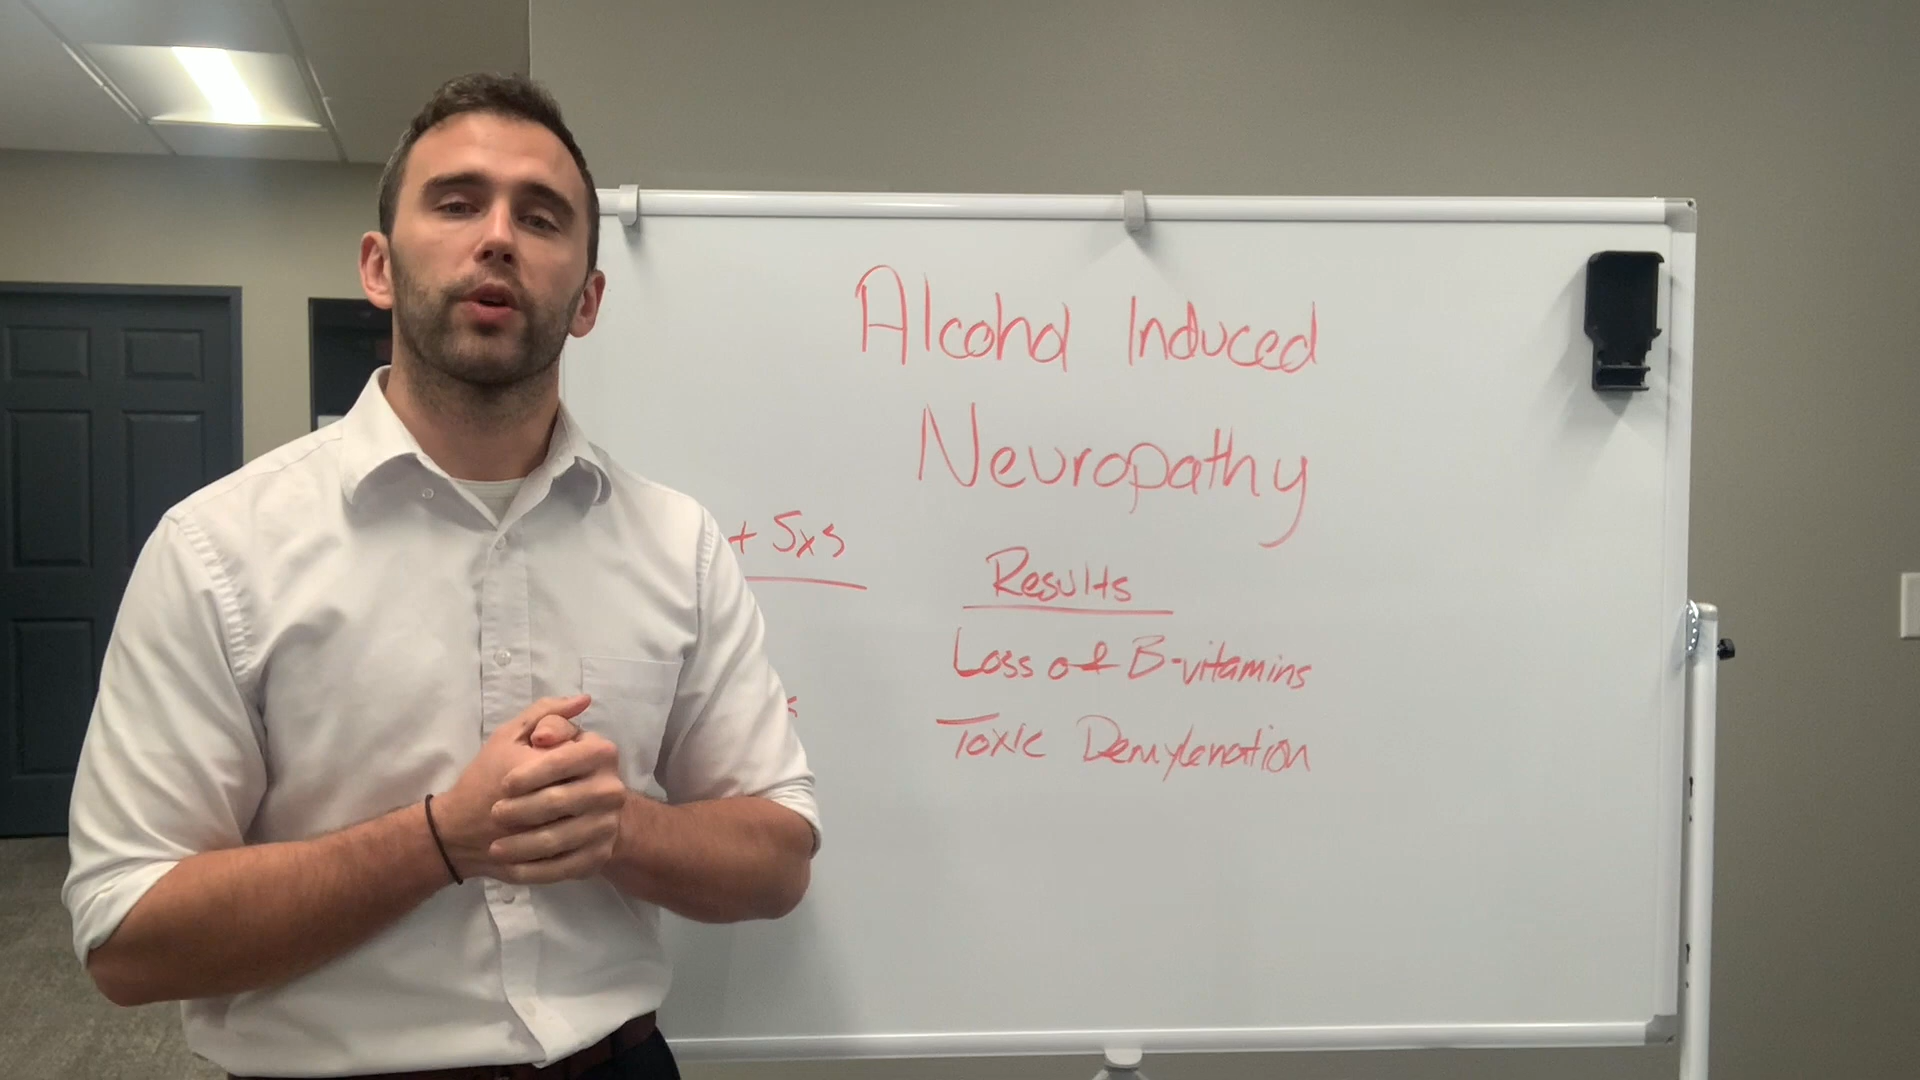 Alcohol Induced
Neuropathy
+ Sxs
Results
Loss of B-vitamins
Toxic Demylenation